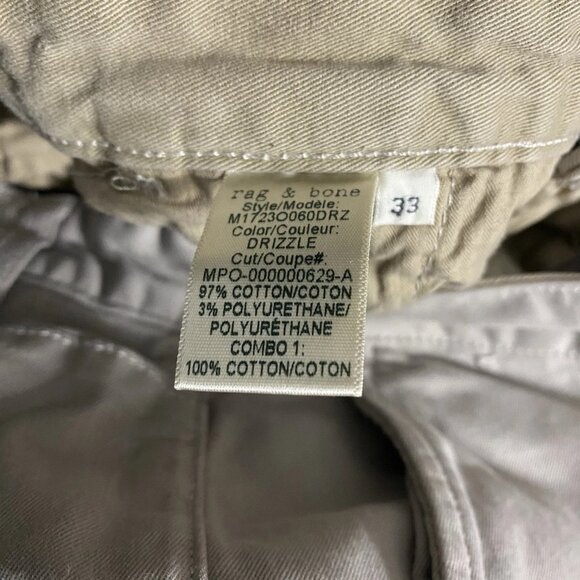 rag & bone
Style/Modèle:
M1723O060DRZ
Color/Couleur:
DRIZZLE
Cut/Coupe#:
MPO-000000629-A
97% COTTON/COTON
3% POLYURETHANE/
POLYURÉTHANE
COMBO 1:
100% COTTON/COTON
33